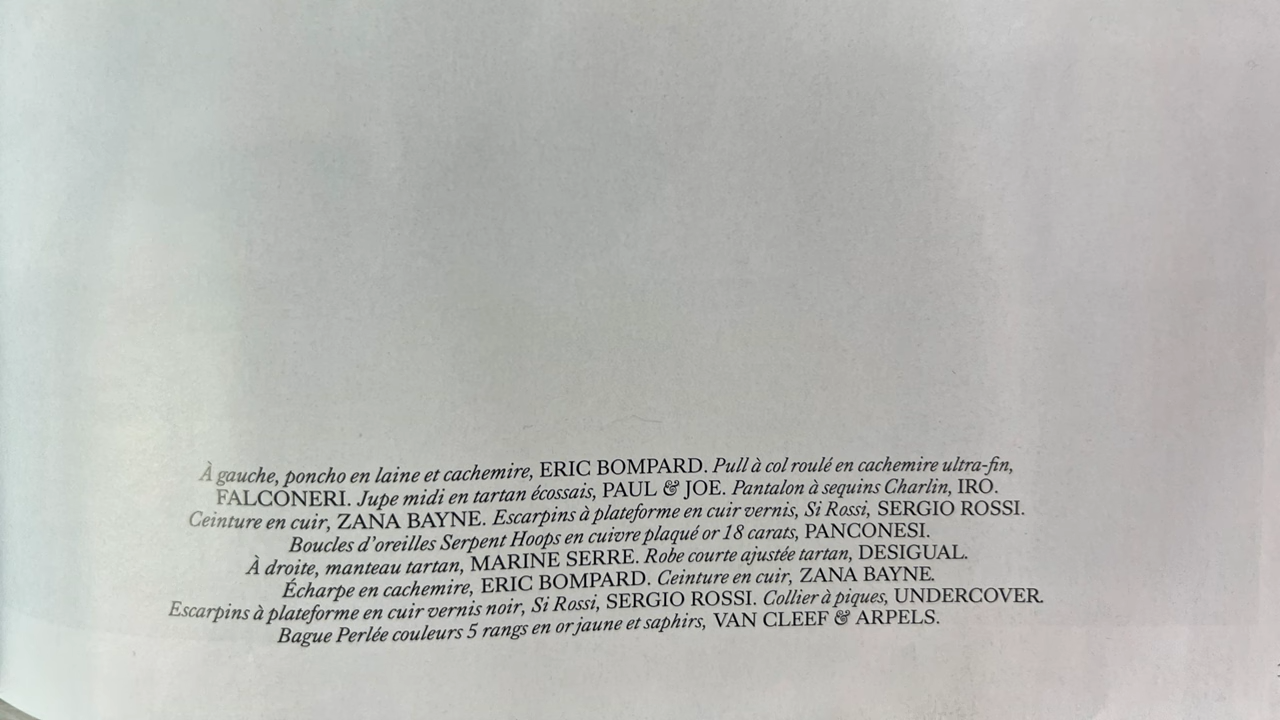 À gauche, poncho en laine et cachemire, ERIC BOMPARD. Pull à col roulé en cachemire ultra-fin,
FALCONERI. Jupe midi en tartan écossais, PAUL & JOE. Pantalon à sequins Charlin, IRO.
Ceinture en cuir, ZANA BAYNE. Escarpins à plateforme en cuir vernis, Si Rossi, SERGIO ROSSI.
Boucles d'oreilles Serpent Hoops en cuivre plaqué or 18 carats, PANCONESI.
À droite, manteau tartan, MARINE SERRE. Robe courte ajustée tartan, DESIGUAL.
Écharpe en cachemire, ERIC BOMPARD. Ceinture en cuir, ZANA BAYNE.
Escarpins à plateforme en cuir vernis noir, Si Rossi, SERGIO ROSSI. Collier à piques, UNDERCOVER.
Bague Perlée couleurs 5 rangs en or jaune et saphirs, VAN CLEEF & ARPELS.